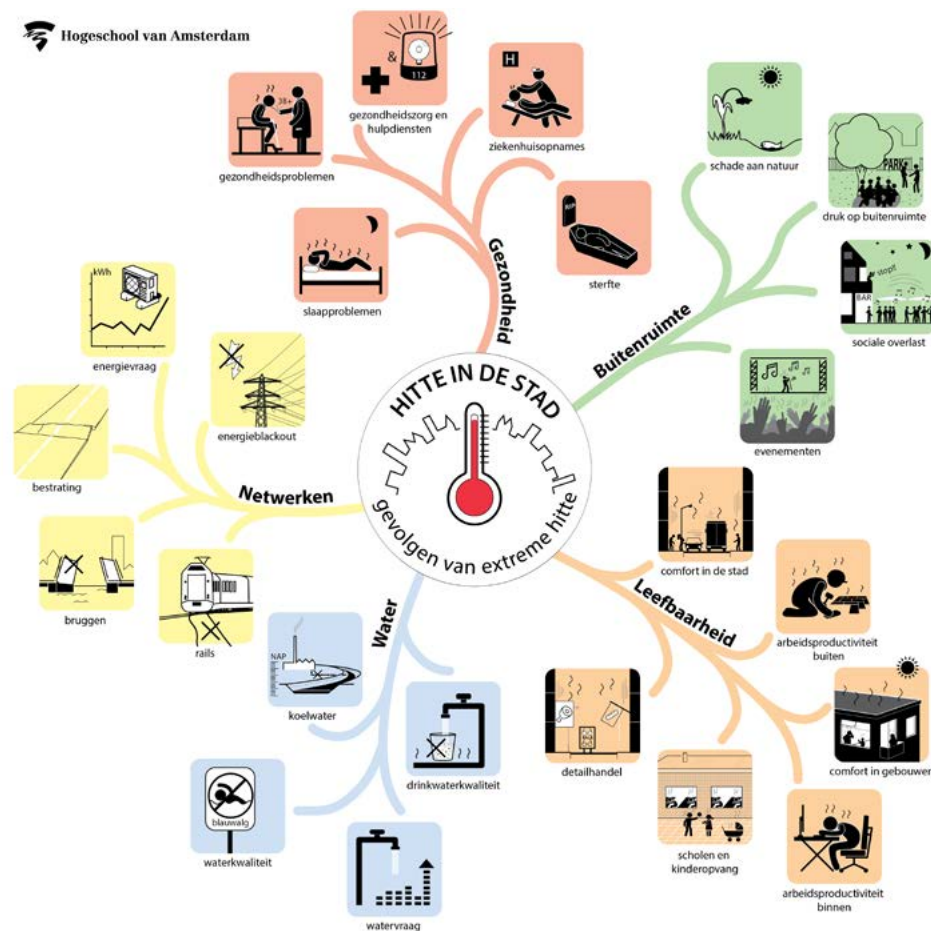 Hogeschool van Amsterdam
HITTE IN DE STAD
gevolgen van extreme hitte
Gezondheid
38+
gezondheidsproblemen
&
112
gezondheidszorg en
hulpdiensten
H
ziekenhuisopnames
RIP
sterfte
slaapproblemen
Buitenruimte
schade aan natuur
PARK
druk op buitenruimte
stop!!
BAR
sociale overlast
evenementen
Leefbaarheid
comfort in de stad
arbeidsproductiviteit
buiten
comfort in gebouwen
arbeidsproductiviteit
binnen
scholen en
kinderopvang
detailhandel
Water
drinkwaterkwaliteit
watervraag
blauwalg
waterkwaliteit
NAP
koelwater
Netwerken
rails
bruggen
bestrating
kWh
energievraag
energieblackout